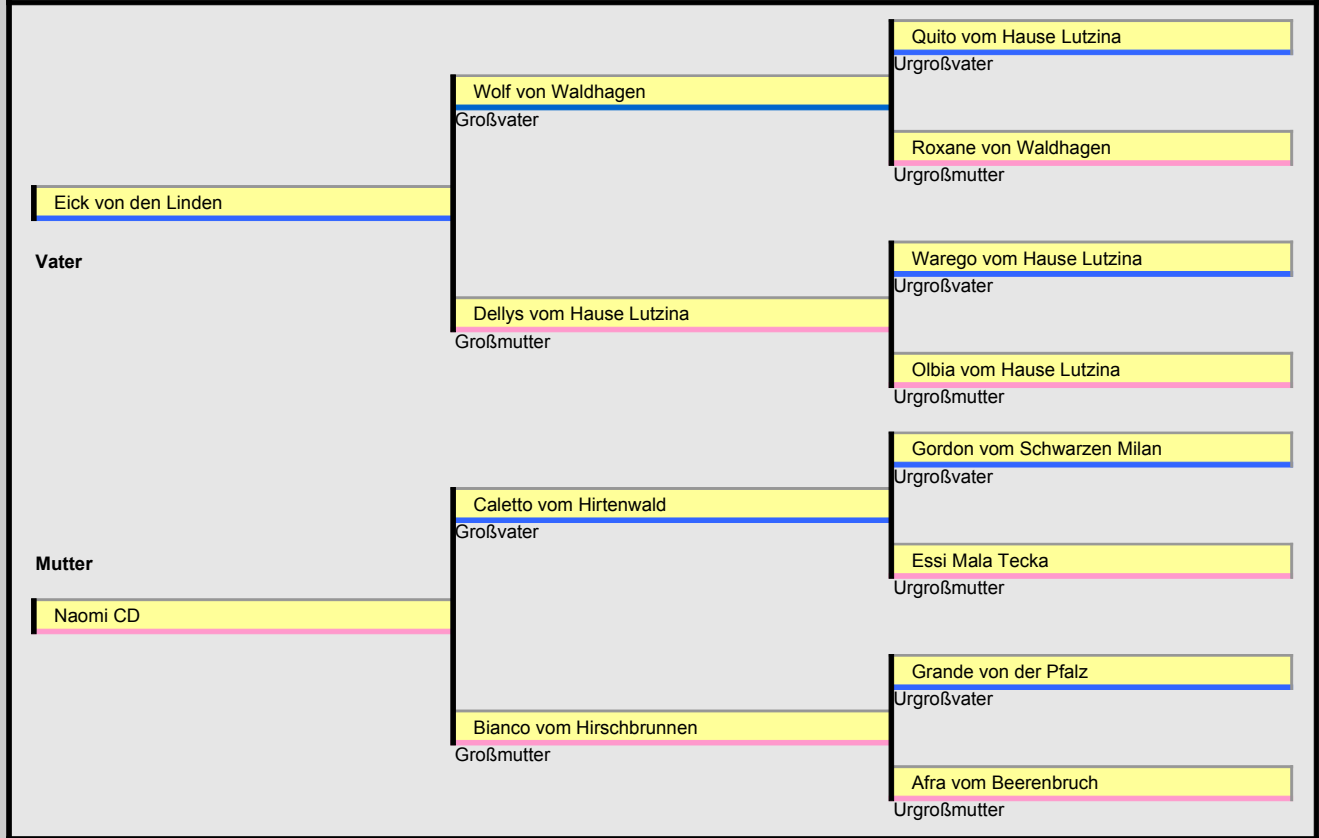 Quito vom Hause Lutzina
Urgroßvater
Wolf von Waldhagen
Großvater
Roxane von Waldhagen
Urgroßmutter
Eick von den Linden
Vater
Warego vom Hause Lutzina
Urgroßvater
Dellys vom Hause Lutzina
Großmutter
Olbia vom Hause Lutzina
Urgroßmutter
Gordon vom Schwarzen Milan
Urgroßvater
Caletto vom Hirtenwald
Großvater
Essi Mala Tecka
Urgroßmutter
Mutter
Naomi CD
Grande von der Pfalz
Urgroßvater
Bianco vom Hirschbrunnen
Großmutter
Afra vom Beerenbruch
Urgroßmutter